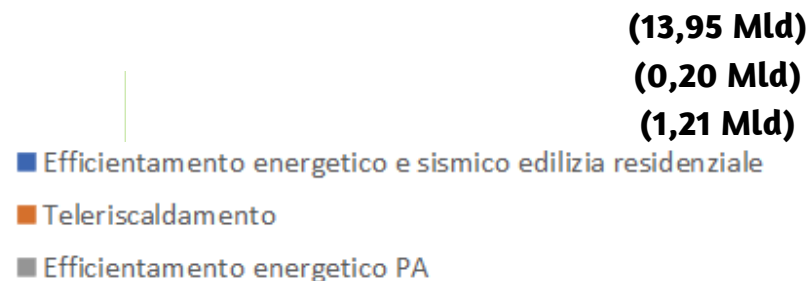 (13,95 Mld)
(0,20 Mld)
(1,21 Mld)
Efficientamento energetico e sismico edilizia residenziale
Teleriscaldamento
Efficientamento energetico PA